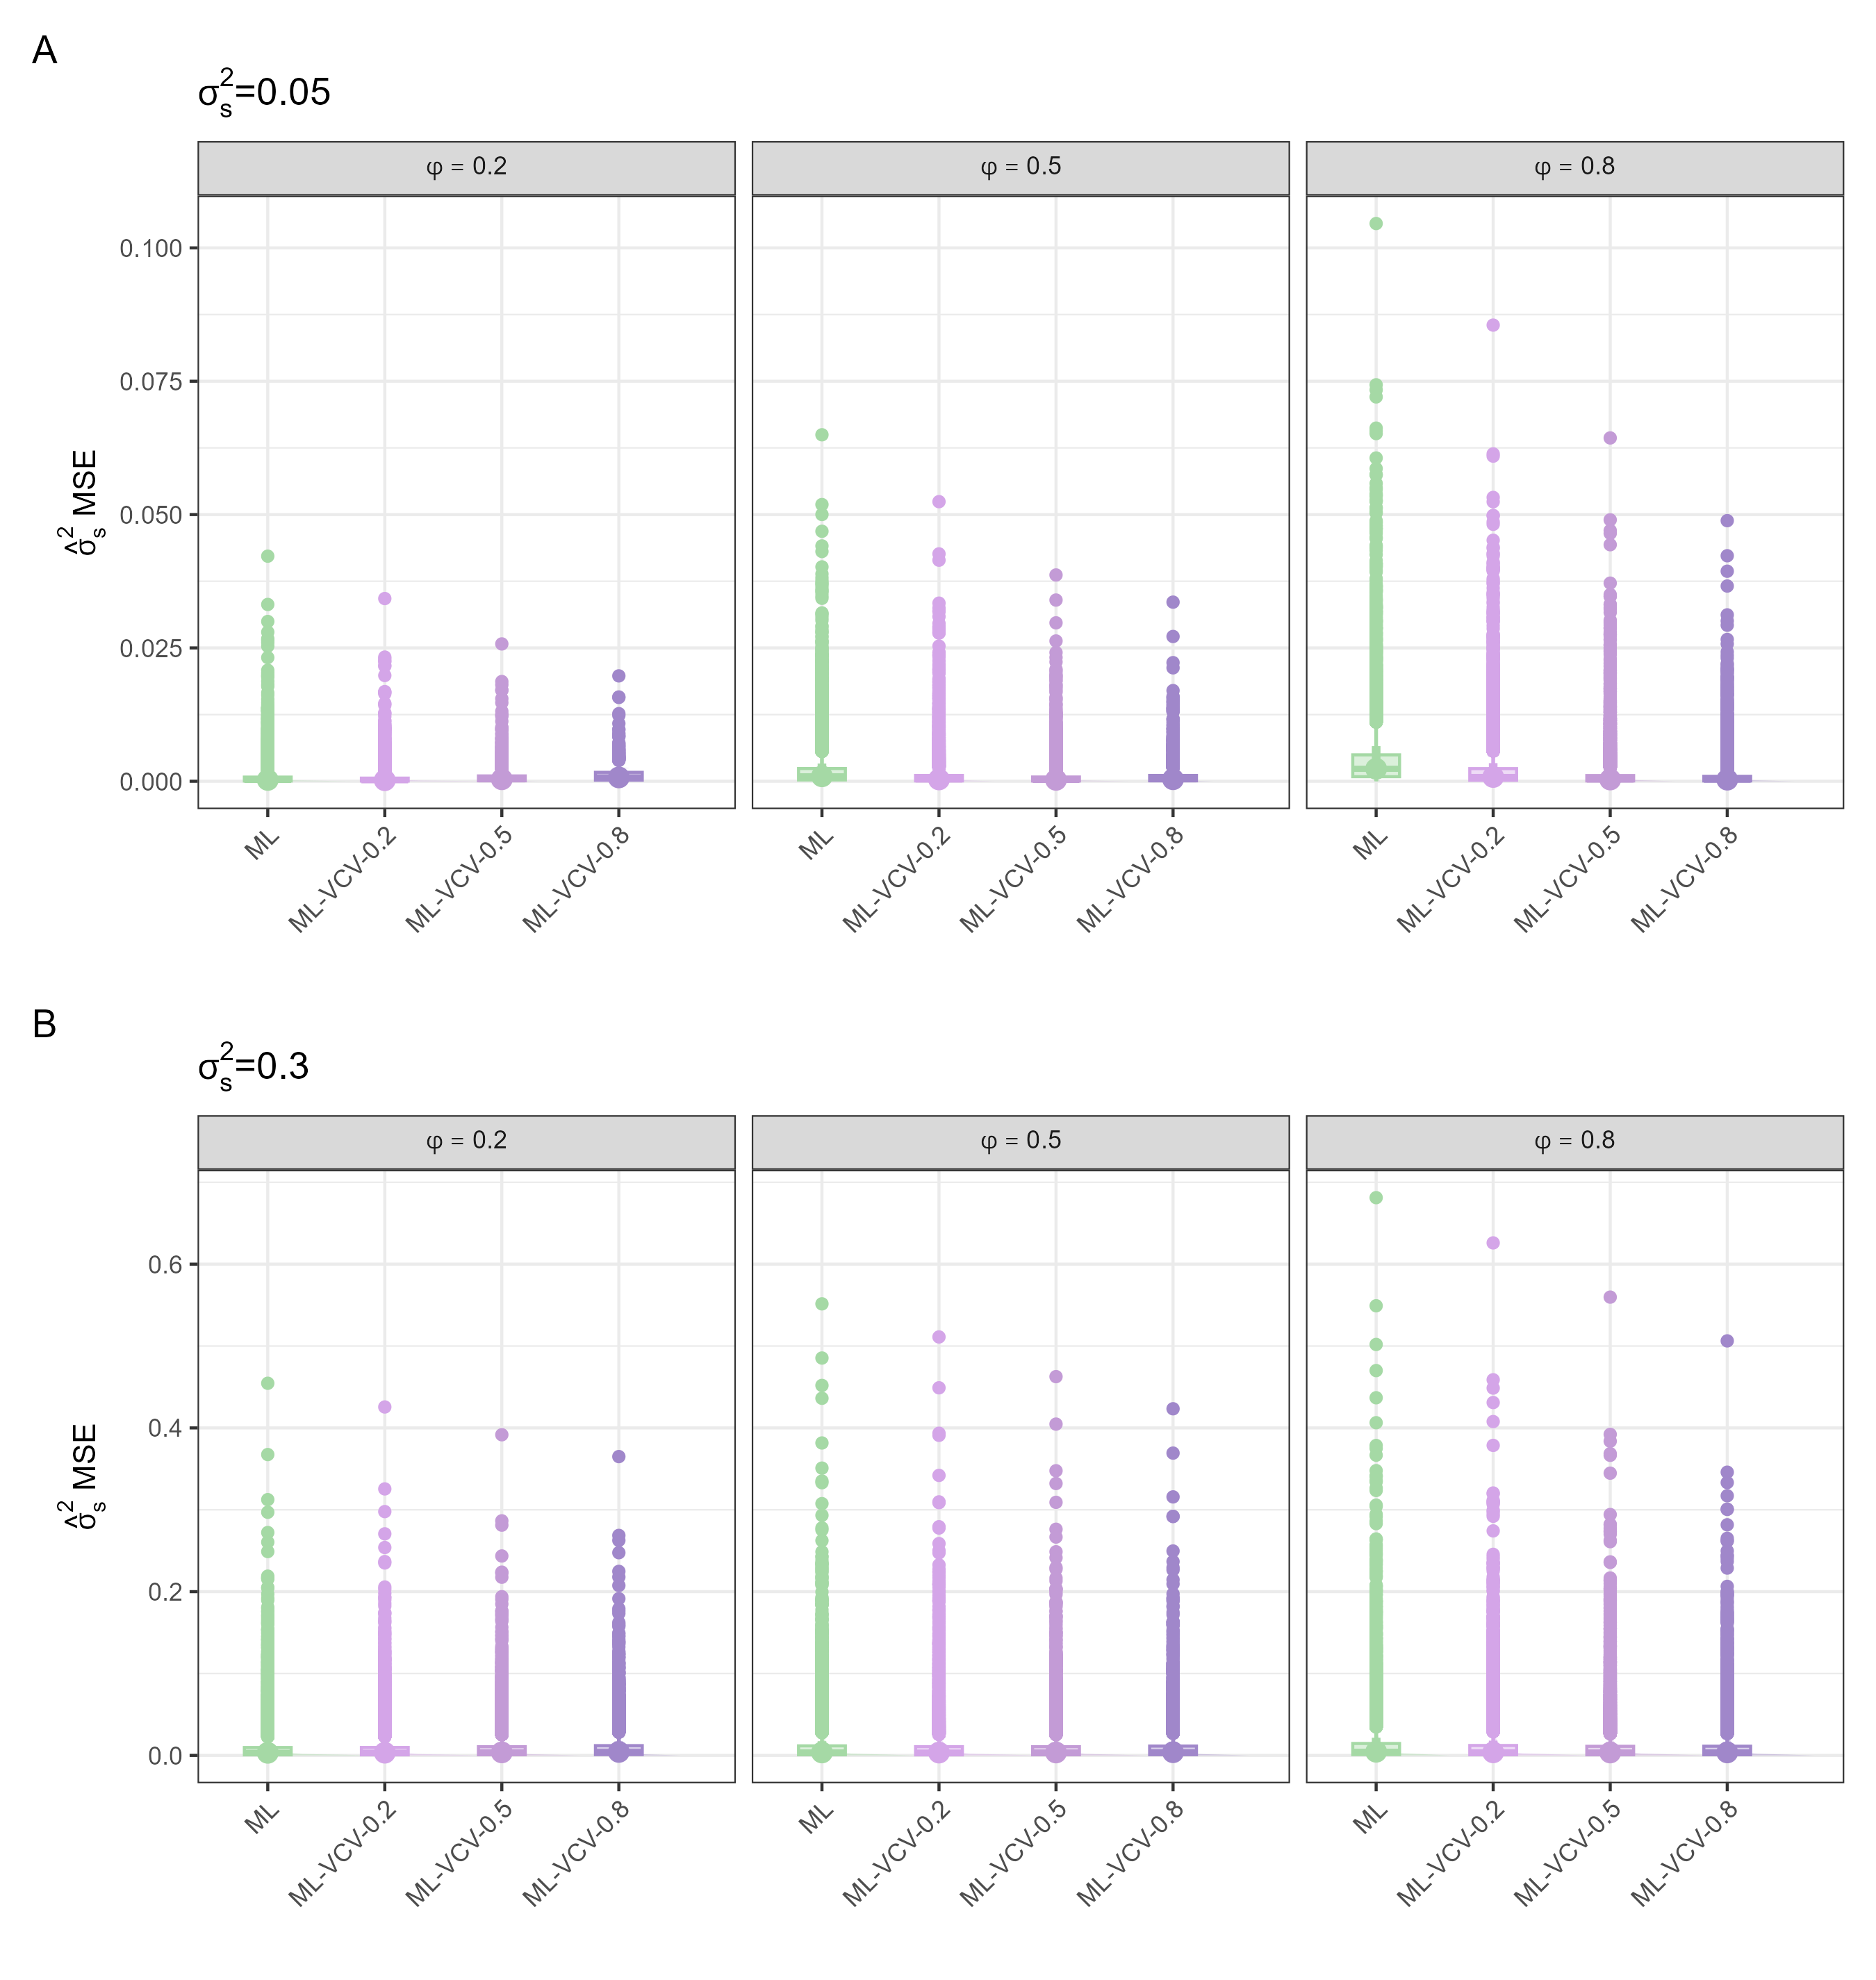 A
σ²ₛ=0.05
φ = 0.2 φ = 0.5 φ = 0.8
σ̂²ₛ MSE
0.100
0.075
0.050
0.025
0.000
ML ML-VCV-0.2 ML-VCV-0.5 ML-VCV-0.8 ML ML-VCV-0.2 ML-VCV-0.5 ML-VCV-0.8 ML ML-VCV-0.2 ML-VCV-0.5 ML-VCV-0.8
B
σ²ₛ=0.3
φ = 0.2 φ = 0.5 φ = 0.8
σ̂²ₛ MSE
0.6
0.4
0.2
0.0
ML ML-VCV-0.2 ML-VCV-0.5 ML-VCV-0.8 ML ML-VCV-0.2 ML-VCV-0.5 ML-VCV-0.8 ML ML-VCV-0.2 ML-VCV-0.5 ML-VCV-0.8